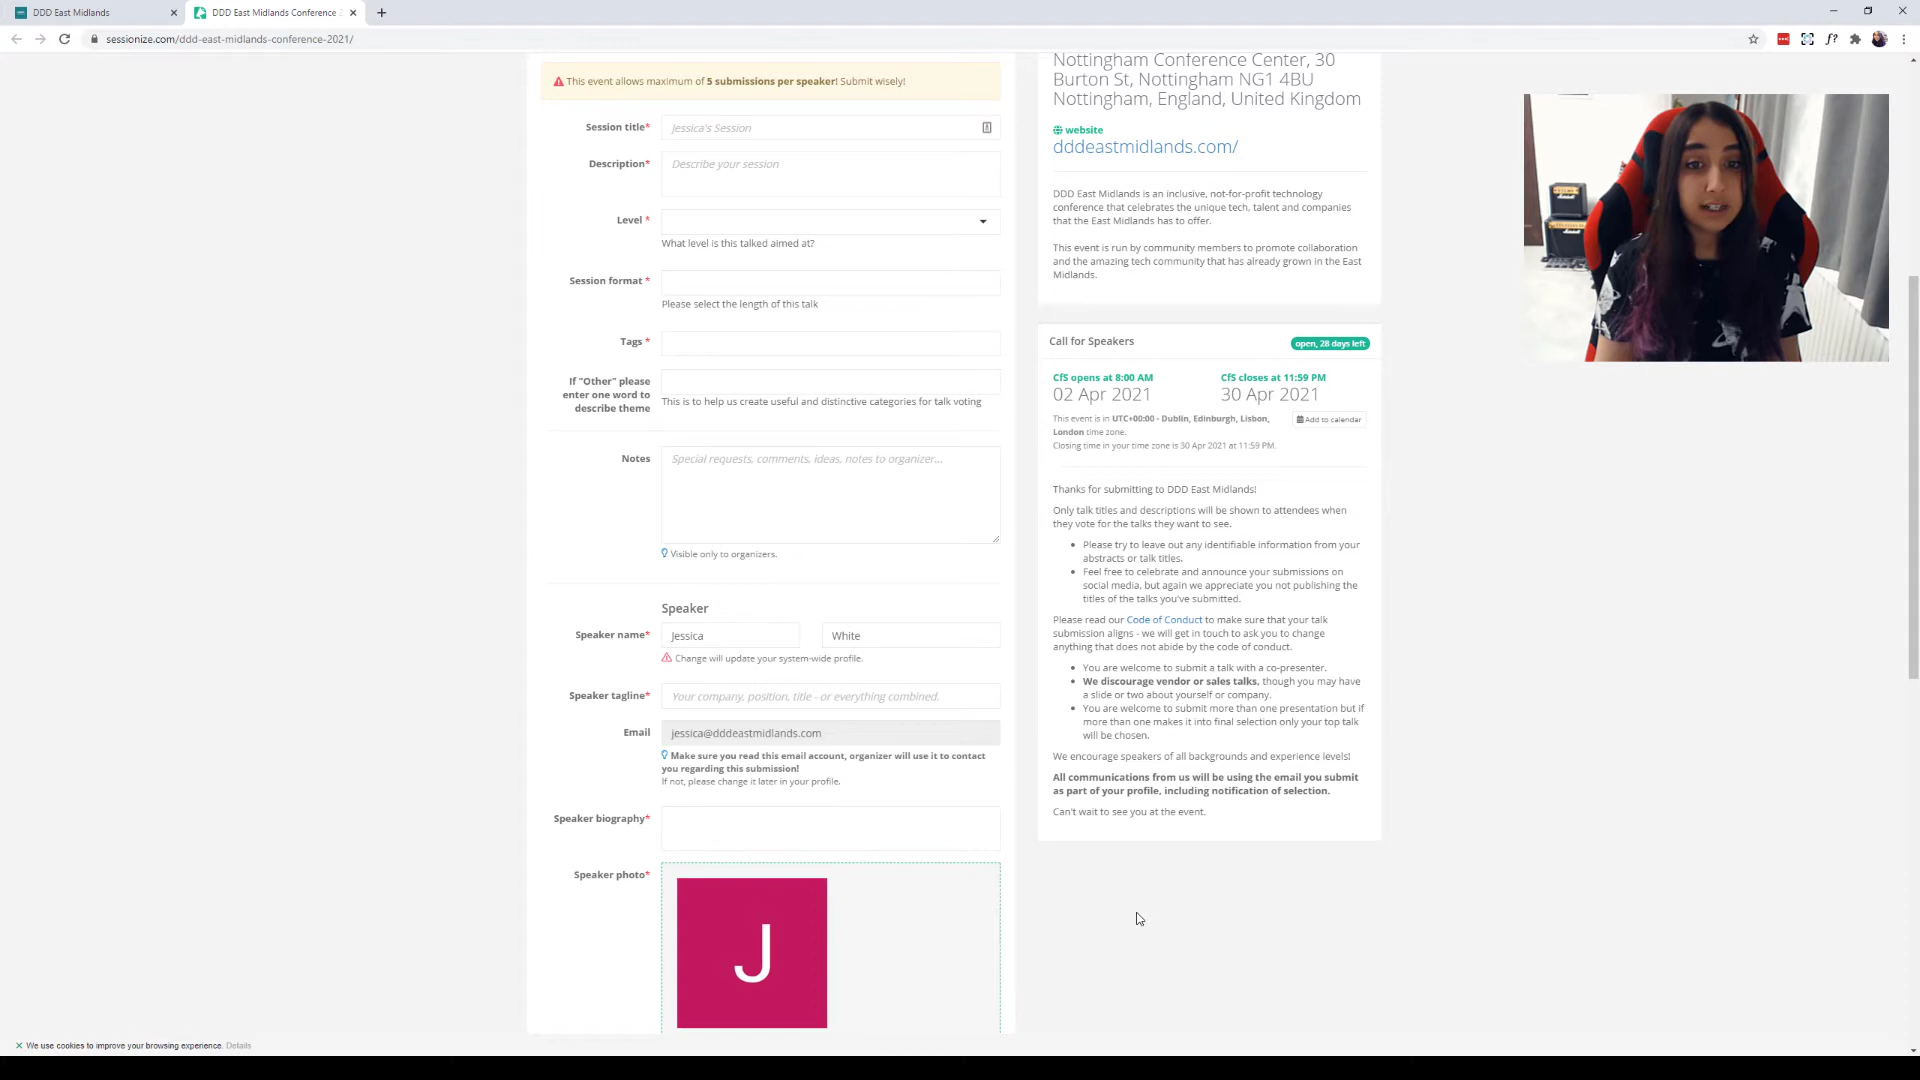 DDD East Midlands
DDD East Midlands Conference 2
sessionize.com/ddd-east-midlands-conference-2021/
This event allows maximum of 5 submissions per speaker! Submit wisely!
Session title*
Jessica's Session
Description*
Describe your session
Level *
What level is this talked aimed at?
Session format *
Please select the length of this talk
Tags *
If "Other" please
enter one word to
describe theme
This is to help us create useful and distinctive categories for talk voting
Notes
Special requests, comments, ideas, notes to organizer...
Visible only to organizers.
Speaker
Speaker name*
Jessica
White
Change will update your system-wide profile.
Speaker tagline*
Your company, position, title - or everything combined.
Email
jessica@dddeastmidlands.com
Make sure you read this email account, organizer will use it to contact
you regarding this submission!
If not, please change it later in your profile.
Speaker biography*
Speaker photo*
J
Nottingham Conference Center, 30
Burton St, Nottingham NG1 4BU
Nottingham, England, United Kingdom
website
dddeastmidlands.com/
DDD East Midlands is an inclusive, not-for-profit technology
conference that celebrates the unique tech, talent and companies
that the East Midlands has to offer.
This event is run by community members to promote collaboration
and the amazing tech community that has already grown in the East
Midlands.
Call for Speakers
open, 28 days left
CfS opens at 8:00 AM
02 Apr 2021
CfS closes at 11:59 PM
30 Apr 2021
This event is in UTC+00:00 - Dublin, Edinburgh, Lisbon,
London time zone.
Add to calendar
Closing time in your time zone is 30 Apr 2021 at 11:59 PM.
Thanks for submitting to DDD East Midlands!
Only talk titles and descriptions will be shown to attendees when
they vote for the talks they want to see.
• Please try to leave out any identifiable information from your
abstracts or talk titles.
• Feel free to celebrate and announce your submissions on
social media, but again we appreciate you not publishing the
titles of the talks you've submitted.
Please read our Code of Conduct to make sure that your talk
submission aligns - we will get in touch to ask you to change
anything that does not abide by the code of conduct.
• You are welcome to submit a talk with a co-presenter.
• We discourage vendor or sales talks, though you may have
a slide or two about yourself or company.
• You are welcome to submit more than one presentation but if
more than one makes it into final selection only your top talk
will be chosen.
We encourage speakers of all backgrounds and experience levels!
All communications from us will be using the email you submit
as part of your profile, including notification of selection.
Can't wait to see you at the event.
We use cookies to improve your browsing experience. Details